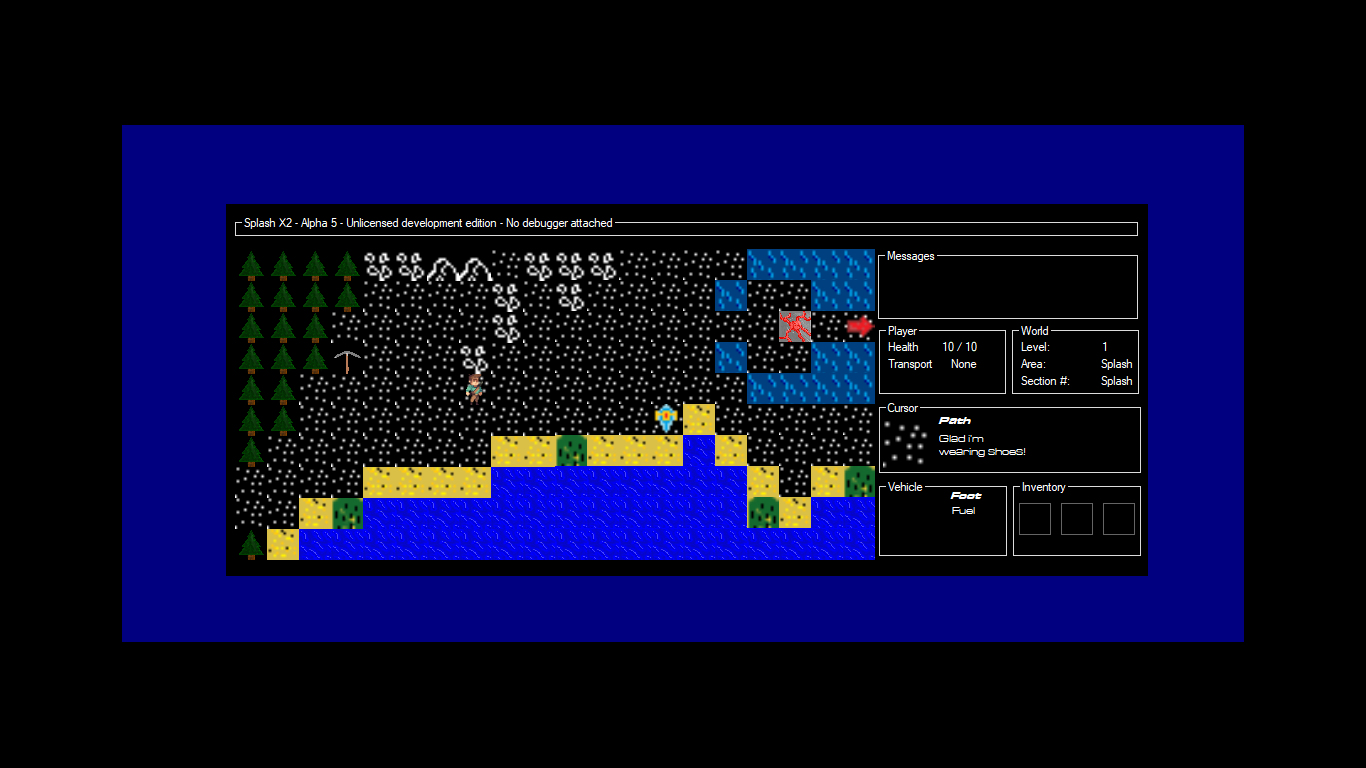 Splash X2 - Alpha 5 - Unlicensed development edition - No debugger attached
Messages
Player
Health 10 / 10
Transport None
World
Level: 1
Area: Splash
Section #: Splash
Cursor
Path
Glad i'm
wearing Shoes!
Vehicle
Foot
Fuel
Inventory